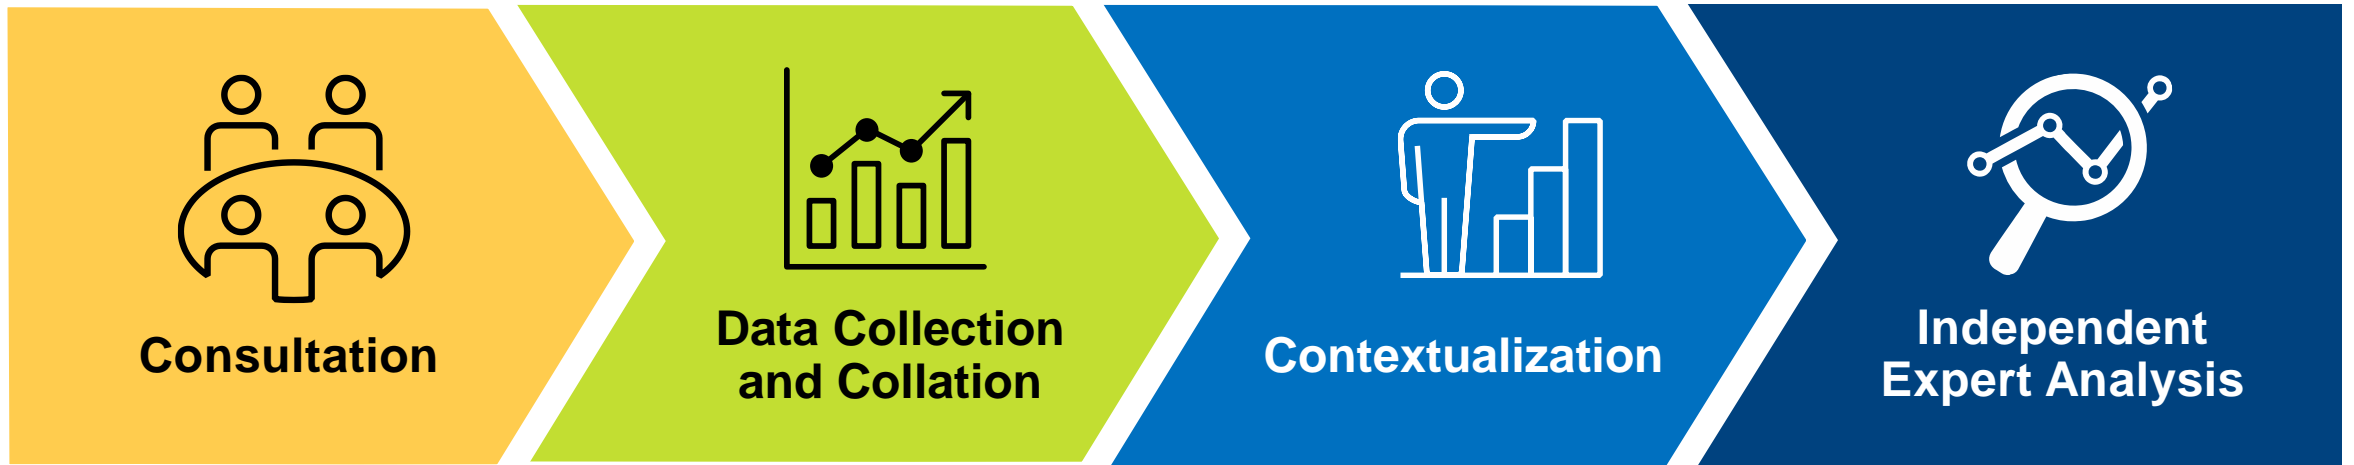 Consultation
Data Collection
and Collation
Contextualization
Independent
Expert Analysis